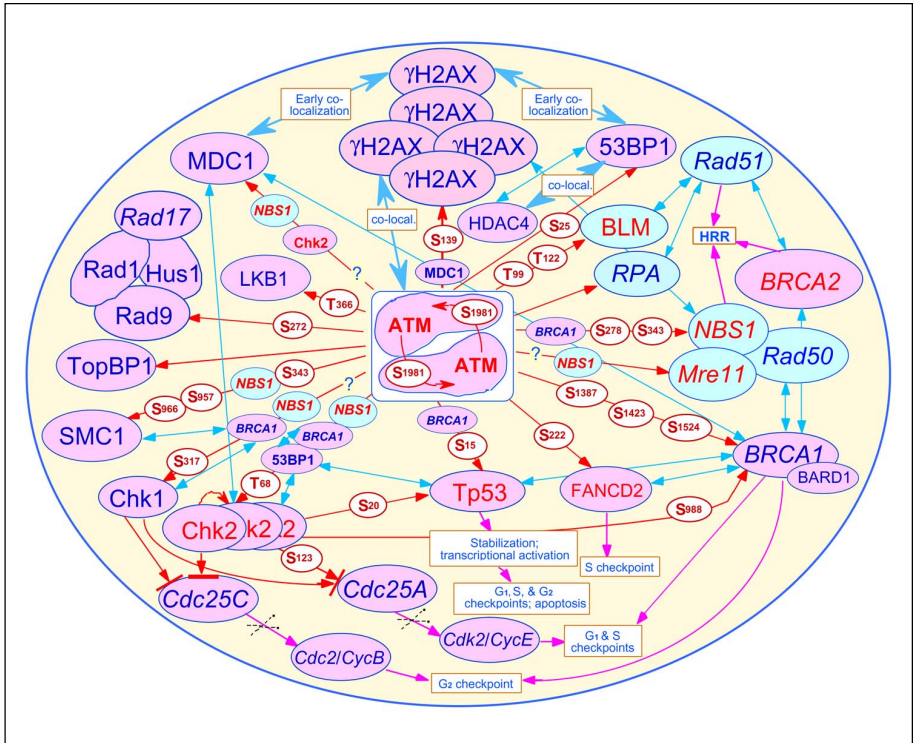 γH2AX
Early co-
localization
Early co-
localization
γH2AX
γH2AX
γH2AX
53BP1
MDC1
Rad51
γH2AX
co-local.
Rad17
NBS1
co-local.
HDAC4
S25
BLM
HRR
Chk2
S139
T122
Rad1
Hus1
?
MDC1
T99
RPA
BRCA2
LKB1
T366
S1981
Rad9
S272
ATM
BRCA1
S278
S343
NBS1
TopBP1
?
NBS1
Rad50
S343
ATM
Mre11
NBS1
?
S1981
S957
S1387
S966
NBS1
NBS1
BRCA1
S1423
SMC1
BRCA1
BRCA1
S15
S222
S1524
BRCA1
S317
53BP1
BARD1
T68
Chk1
Tp53
FANCD2
S20
S988
Chk2
k2
2
Stabilization;
transcriptional activation
S123
S checkpoint
Cdc25C
Cdc25A
G1, S, & G2
checkpoints; apoptosis
Cdk2/CycE
G1 & S
checkpoints
Cdc2/CycB
G2 checkpoint